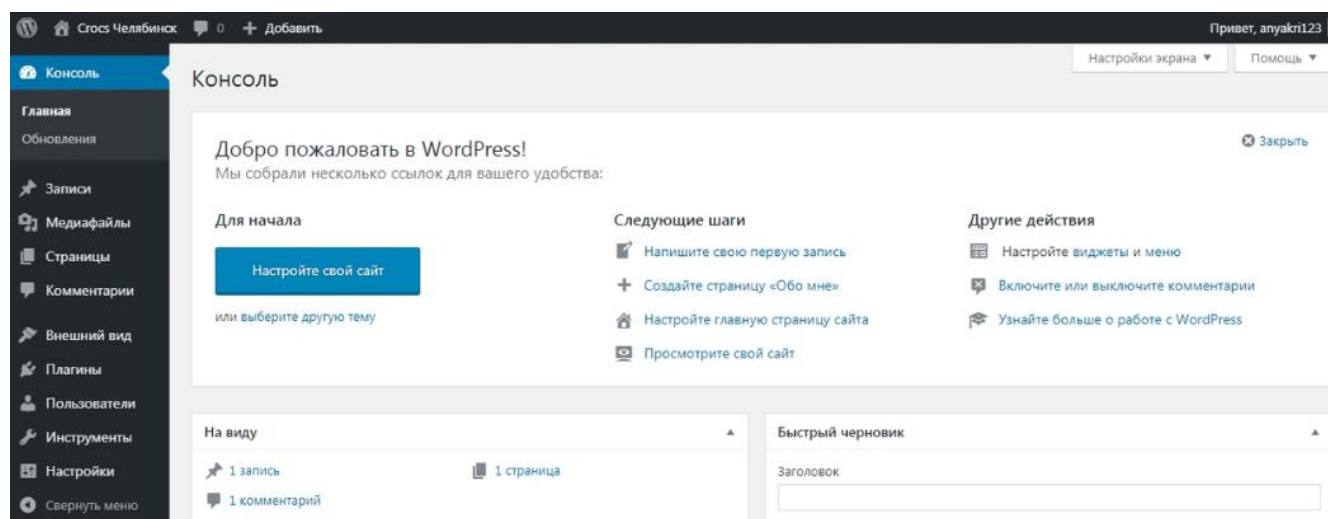 Crocs Челябинск 0 Добавить Привет, anyakri123
Консоль
Главная
Обновления
Записи
Медиафайлы
Страницы
Комментарии
Внешний вид
Плагины
Пользователи
Инструменты
Настройки
Свернуть меню
Настройки экрана Помощь
Консоль
Добро пожаловать в WordPress!
Закрыть
Мы собрали несколько ссылок для вашего удобства:
Для начала
Настройте свой сайт
или выберите другую тему
Следующие шаги
Напишите свою первую запись
Создайте страницу «Обо мне»
Настройте главную страницу сайта
Просмотрите свой сайт
Другие действия
Настройте виджеты и меню
Включите или выключите комментарии
Узнайте больше о работе с WordPress
На виду
1 запись 1 страница
1 комментарий
Быстрый черновик
Заголовок